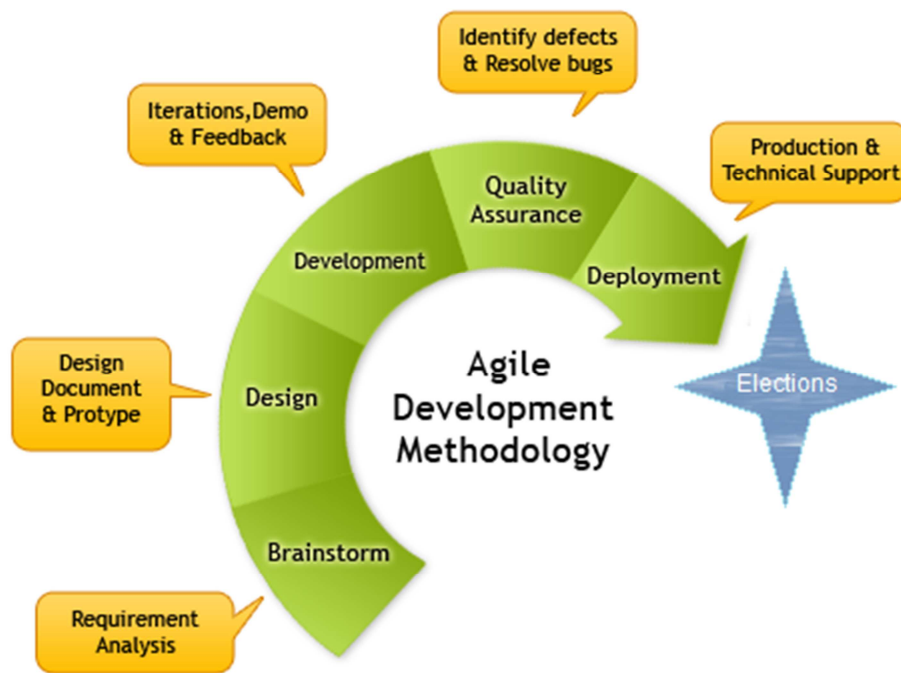 Identify defects
& Resolve bugs
Iterations,Demo
& Feedback
Production &
Technical Support
Quality
Assurance
Development
Deployment
Design
Document
& Protype
Design
Agile
Development
Methodology
Elections
Brainstorm
Requirement
Analysis